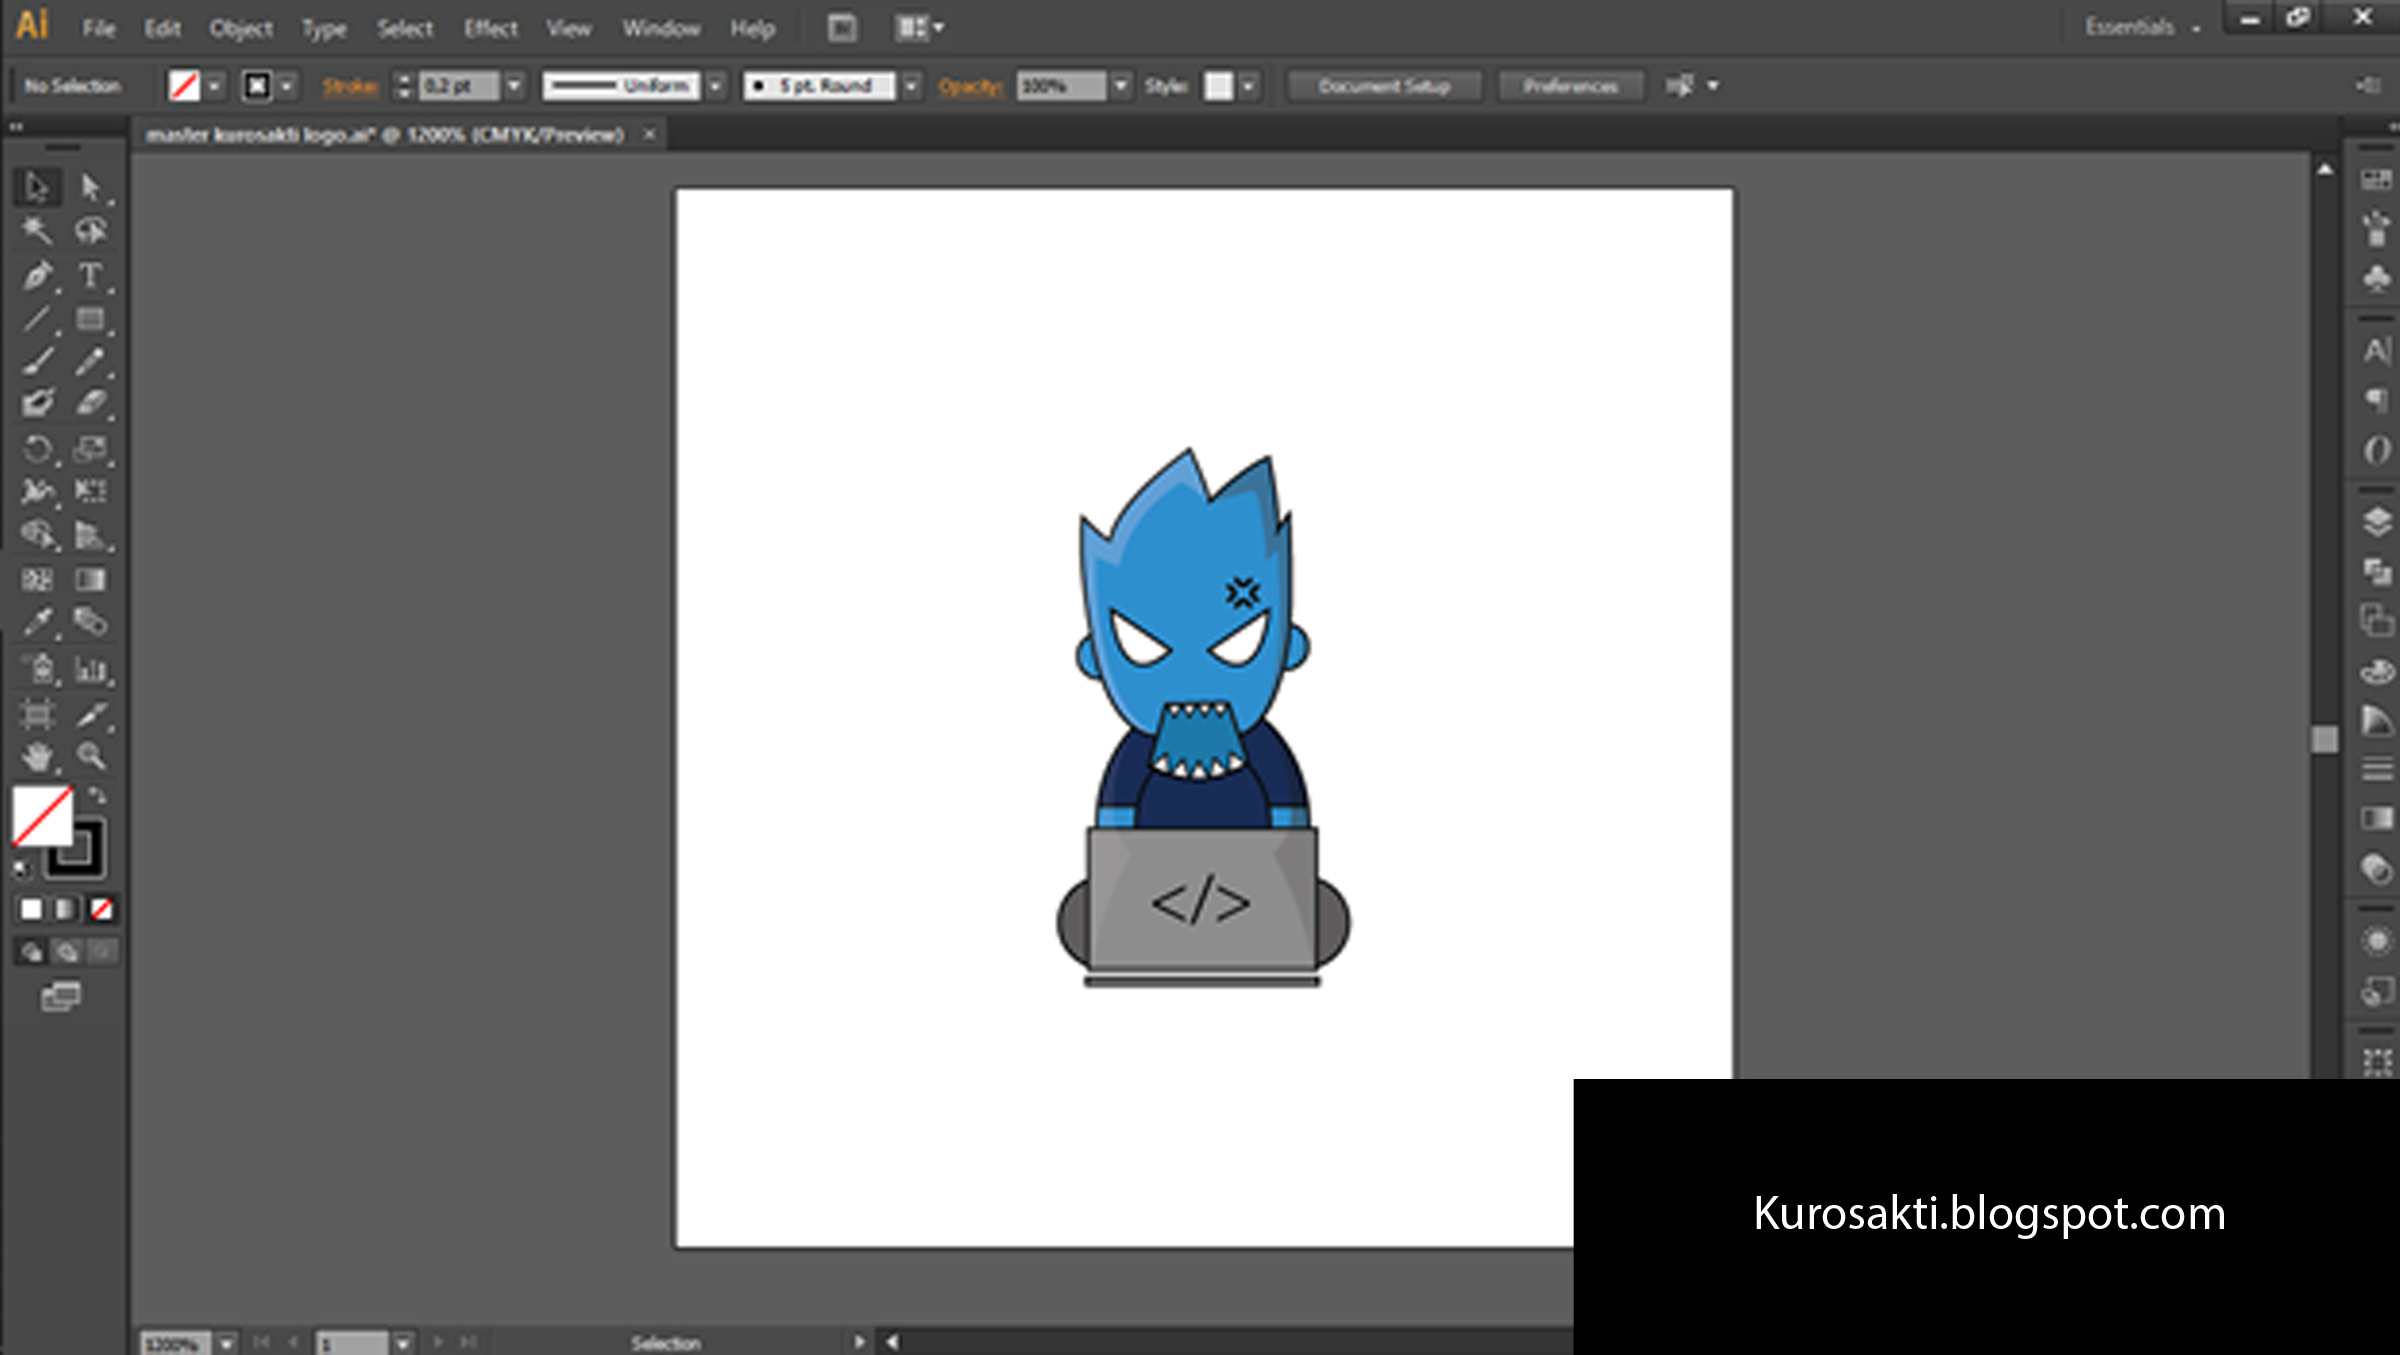 Ai File Edit Object Type Select Effect View Window Help Essentials
No Selection Stroke: 0.2 pt Uniform 5 pt. Round Opacity: 100% Style: Document Setup Preferences
master kurosakti logo.ai* @ 1200% (CMYK/Preview)
</>
Kurosakti.blogspot.com
1200% 1 Selection